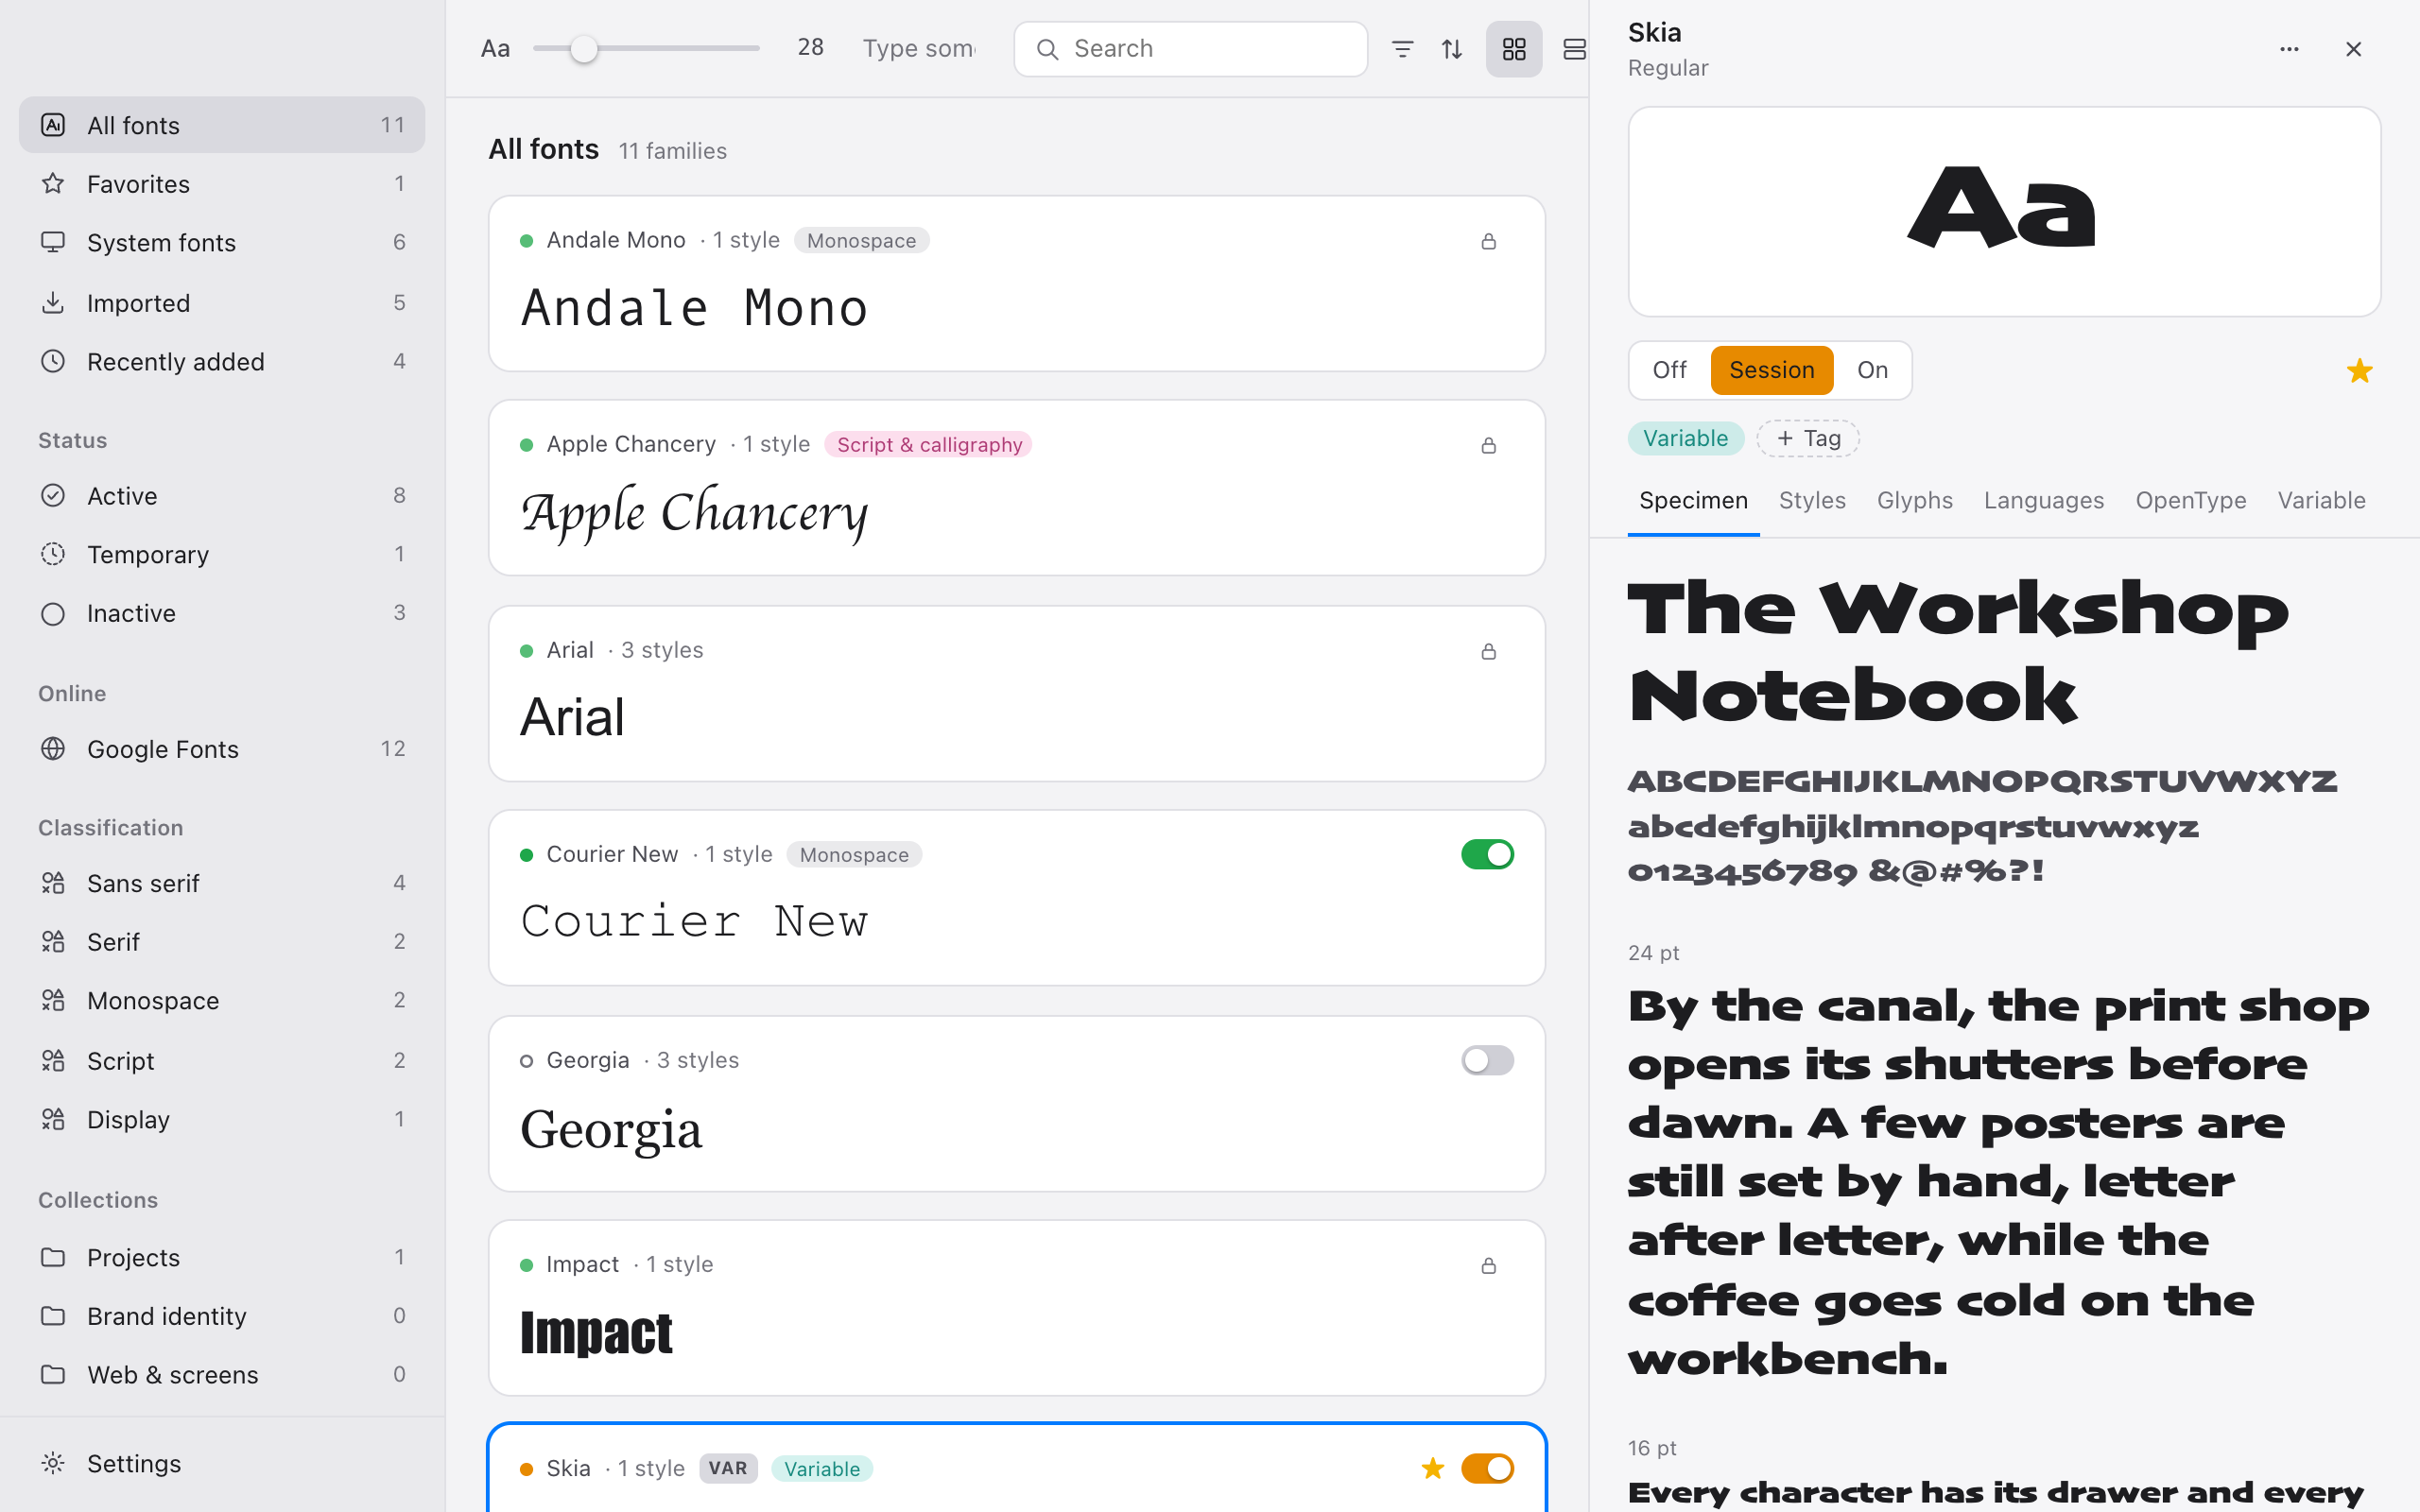 All fonts 11
Favorites 1
System fonts 6
Imported 5
Recently added 4
Status
Active 8
Temporary 1
Inactive 3
Online
Google Fonts 12
Classification
Sans serif 4
Serif 2
Monospace 2
Script 2
Display 1
Collections
Projects 1
Brand identity 0
Web & screens 0
Settings
Aa 28 Type som Search
All fonts 11 families
Andale Mono · 1 style Monospace
Andale Mono
Apple Chancery · 1 style Script & calligraphy
Apple Chancery
Arial · 3 styles
Arial
Courier New · 1 style Monospace
Courier New
Georgia · 3 styles
Georgia
Impact · 1 style
Impact
Skia · 1 style VAR Variable
Skia
Regular
Aa
Off Session On
Variable + Tag
Specimen Styles Glyphs Languages OpenType Variable
The Workshop
Notebook
ABCDEFGHIJKLMNOPQRSTUVWXYZ
abcdefghijklmnopqrstuvwxyz
0123456789 &@#%?!
24 pt
By the canal, the print shop
opens its shutters before
dawn. A few posters are
still set by hand, letter
after letter, while the
coffee goes cold on the
workbench.
16 pt
Every character has its drawer and every